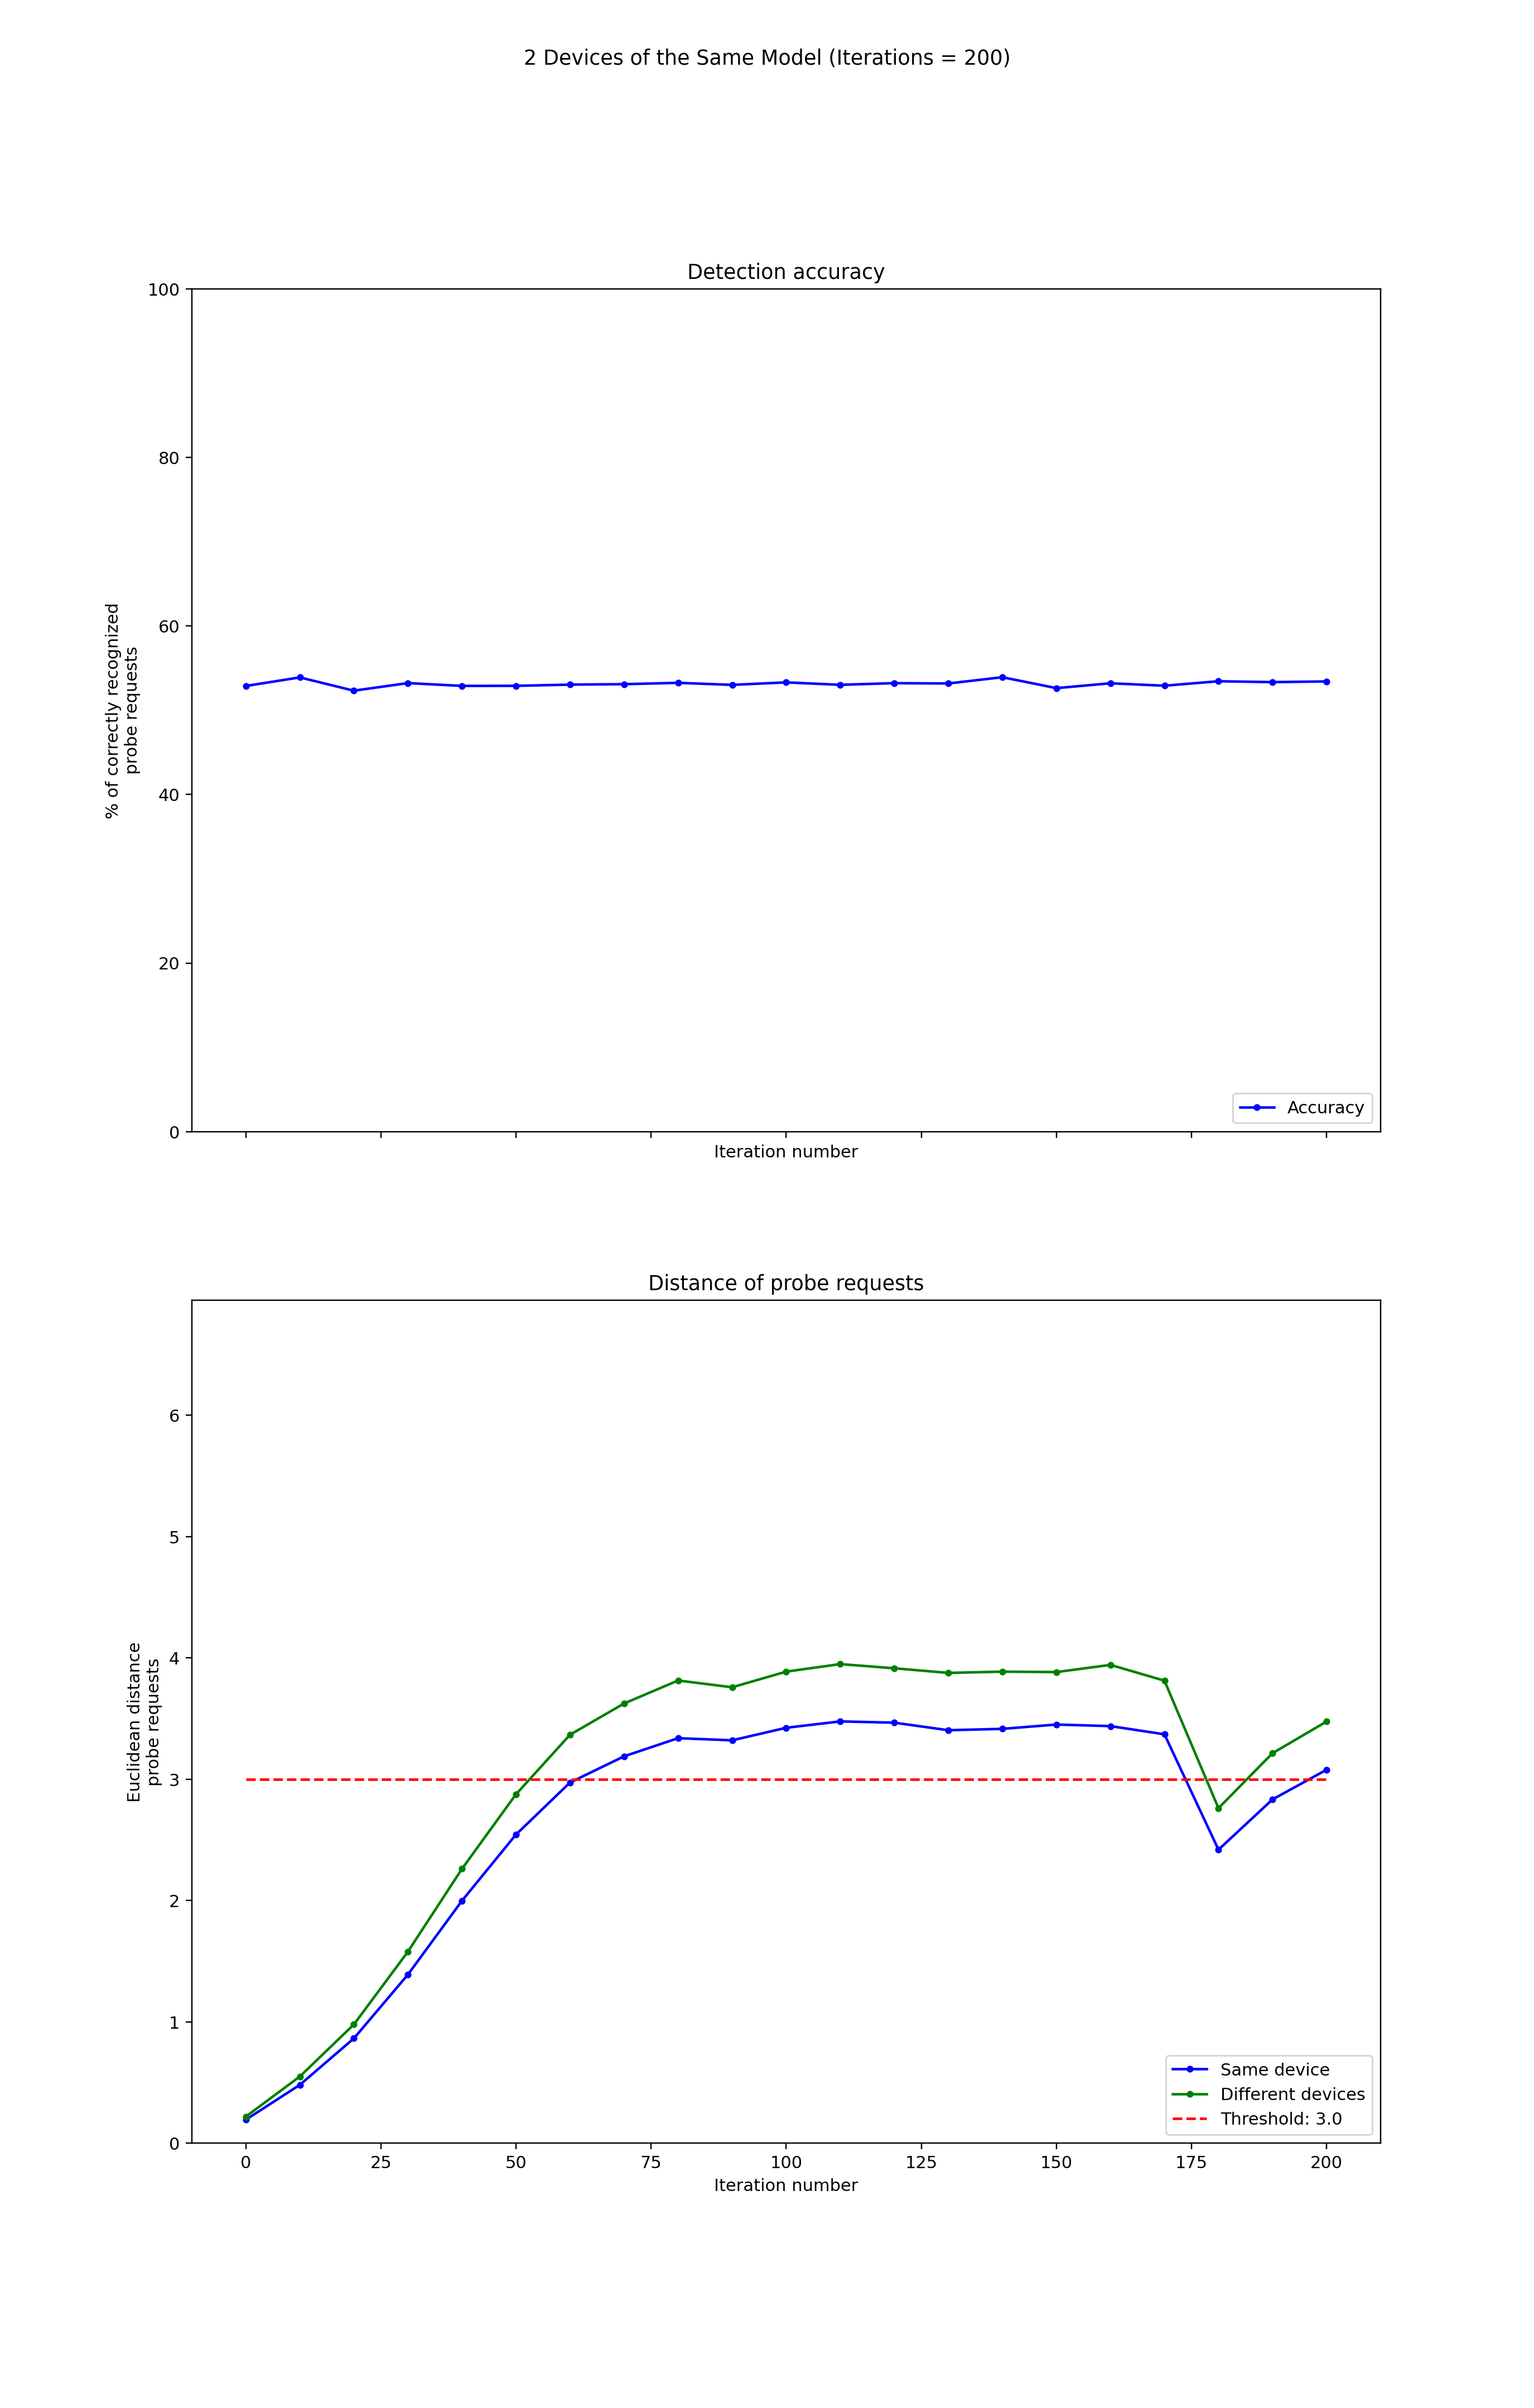 2 Devices of the Same Model (Iterations = 200)
Detection accuracy
100
80
60
40
20
0
% of correctly recognized
probe requests
Accuracy
Iteration number
Distance of probe requests
6
5
4
3
2
1
0
Euclidean distance
probe requests
Same device
Different devices
Threshold: 3.0
0 25 50 75 100 125 150 175 200
Iteration number